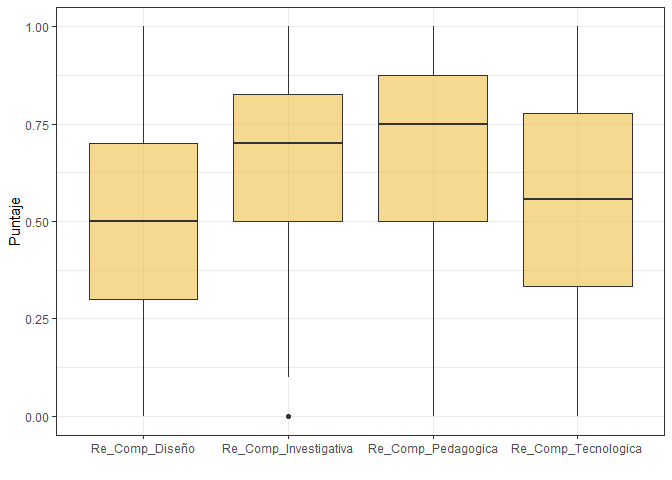 Puntaje
1.00
0.75
0.50
0.25
0.00
Re_Comp_Diseño Re_Comp_Investigativa Re_Comp_Pedagogica Re_Comp_Tecnologica